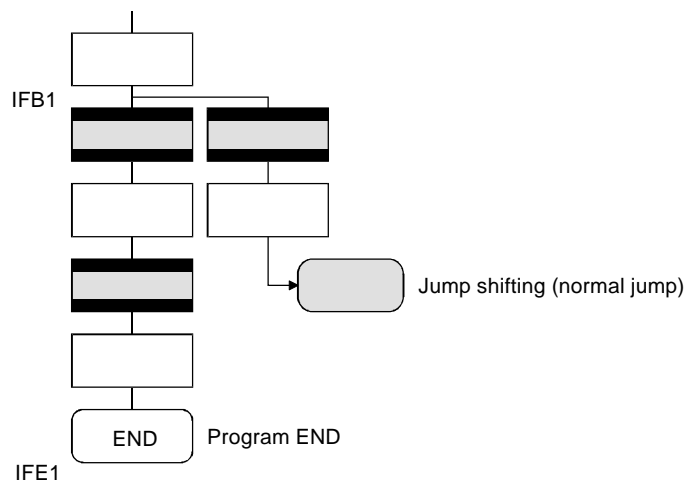 IFB1
Jump shifting (normal jump)
END
Program END
IFE1